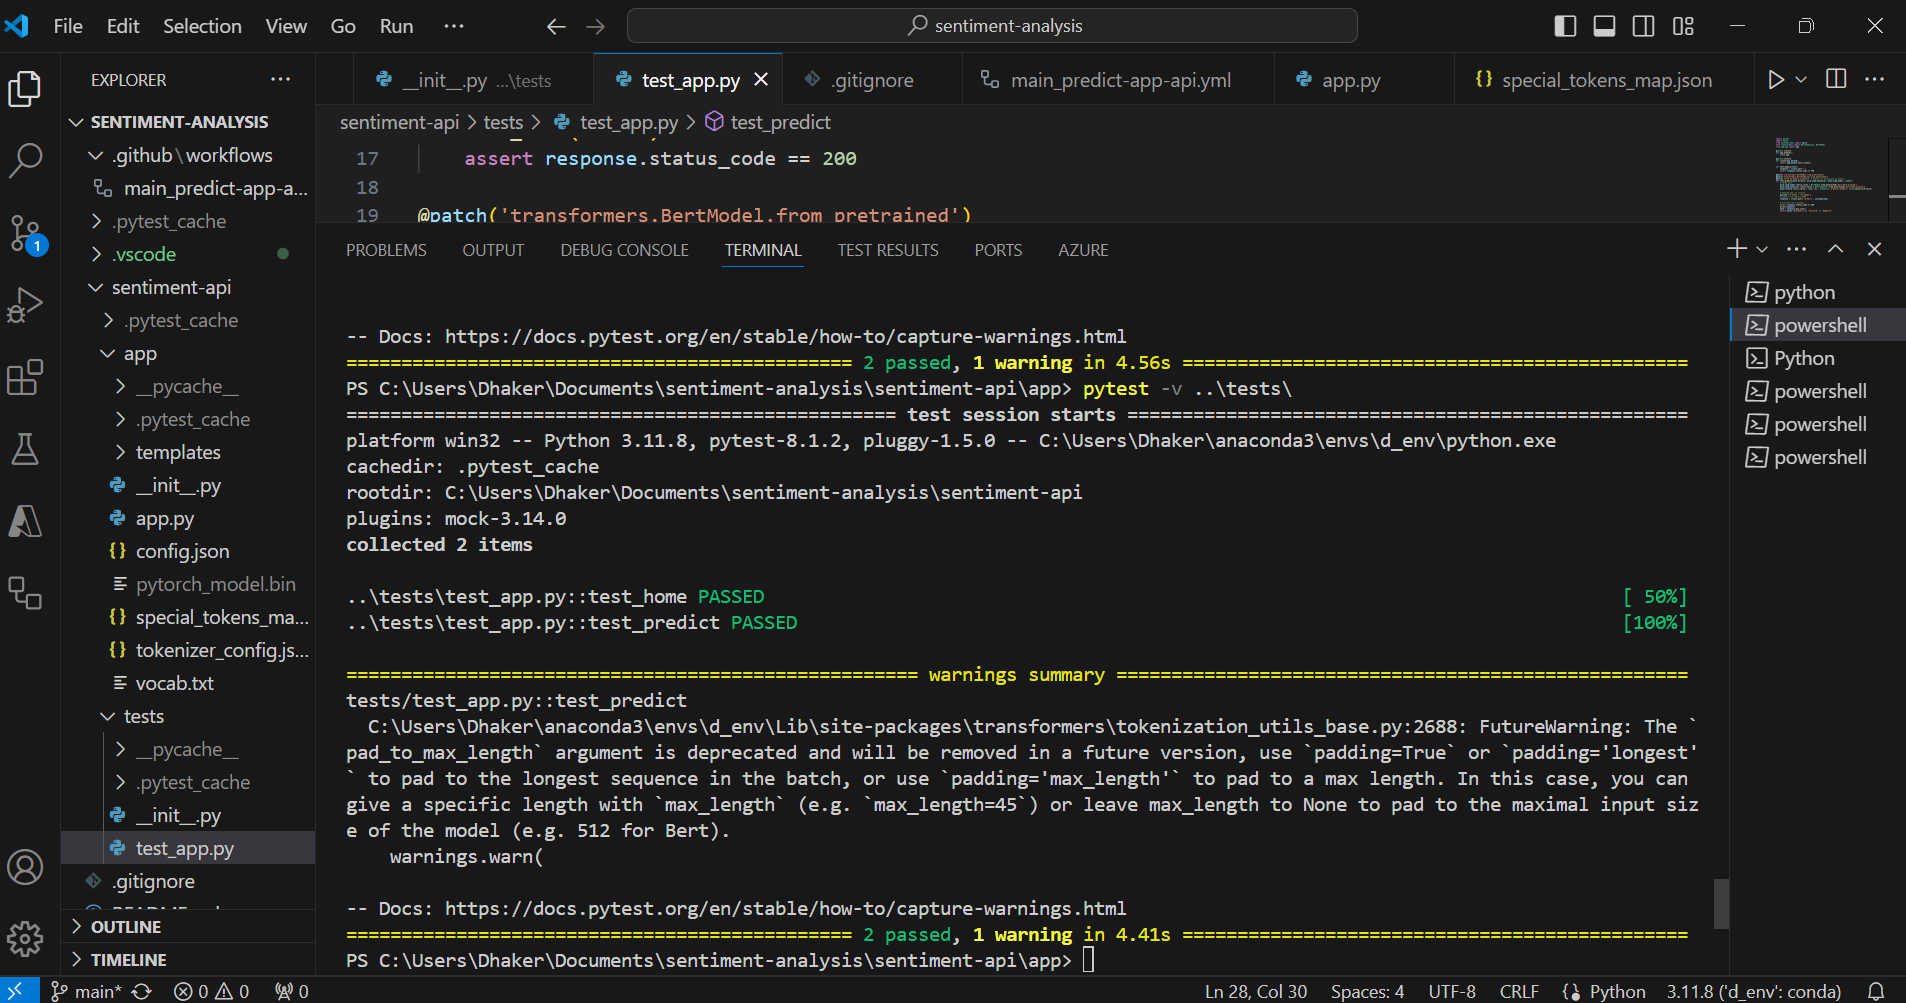 File Edit Selection View Go Run ···
sentiment-analysis
EXPLORER ···
SENTIMENT-ANALYSIS
.github\workflows
main_predict-app-a...
.pytest_cache
.vscode
sentiment-api
.pytest_cache
app
__pycache__
.pytest_cache
templates
__init__.py
app.py
config.json
pytorch_model.bin
special_tokens_ma...
tokenizer_config.js...
vocab.txt
tests
__pycache__
.pytest_cache
__init__.py
test_app.py
.gitignore
OUTLINE
TIMELINE
1
__init__.py ...\tests test_app.py .gitignore main_predict-app-api.yml app.py special_tokens_map.json
sentiment-api > tests > test_app.py > test_predict
17 assert response.status_code == 200
18
19 @patch('transformers.BertModel.from_pretrained')
PROBLEMS OUTPUT DEBUG CONSOLE TERMINAL TEST RESULTS PORTS AZURE
-- Docs: https://docs.pytest.org/en/stable/how-to/capture-warnings.html
============================================== 2 passed, 1 warning in 4.56s ==============================================
PS C:\Users\Dhaker\Documents\sentiment-analysis\sentiment-api\app> pytest -v ..\tests\
================================================== test session starts ===================================================
platform win32 -- Python 3.11.8, pytest-8.1.2, pluggy-1.5.0 -- C:\Users\Dhaker\anaconda3\envs\d_env\python.exe
cachedir: .pytest_cache
rootdir: C:\Users\Dhaker\Documents\sentiment-analysis\sentiment-api
plugins: mock-3.14.0
collected 2 items
..\tests\test_app.py::test_home PASSED [ 50%]
..\tests\test_app.py::test_predict PASSED [100%]
==================================================== warnings summary ====================================================
tests/test_app.py::test_predict
C:\Users\Dhaker\anaconda3\envs\d_env\Lib\site-packages\transformers\tokenization_utils_base.py:2688: FutureWarning: The `
pad_to_max_length` argument is deprecated and will be removed in a future version, use `padding=True` or `padding='longest'
` to pad to the longest sequence in the batch, or use `padding='max_length'` to pad to a max length. In this case, you can
give a specific length with `max_length` (e.g. `max_length=45`) or leave max_length to None to pad to the maximal input siz
e of the model (e.g. 512 for Bert).
warnings.warn(
-- Docs: https://docs.pytest.org/en/stable/how-to/capture-warnings.html
============================================== 2 passed, 1 warning in 4.41s ==============================================
PS C:\Users\Dhaker\Documents\sentiment-analysis\sentiment-api\app>
python
powershell
Python
powershell
powershell
powershell
main* 0 0 0 Ln 28, Col 30 Spaces: 4 UTF-8 CRLF Python 3.11.8 ('d_env': conda)